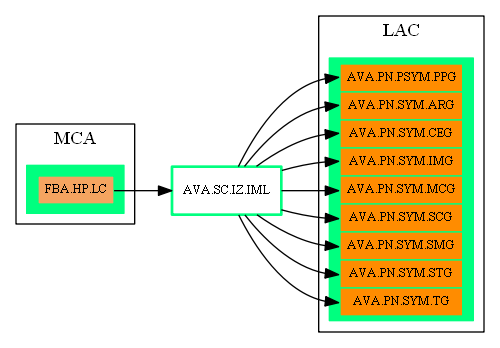 MCA
FBA.HP.LC
AVA.SC.IZ.IML
LAC
AVA.PN.PSYM.PPG
AVA.PN.SYM.ARG
AVA.PN.SYM.CEG
AVA.PN.SYM.IMG
AVA.PN.SYM.MCG
AVA.PN.SYM.SCG
AVA.PN.SYM.SMG
AVA.PN.SYM.STG
AVA.PN.SYM.TG